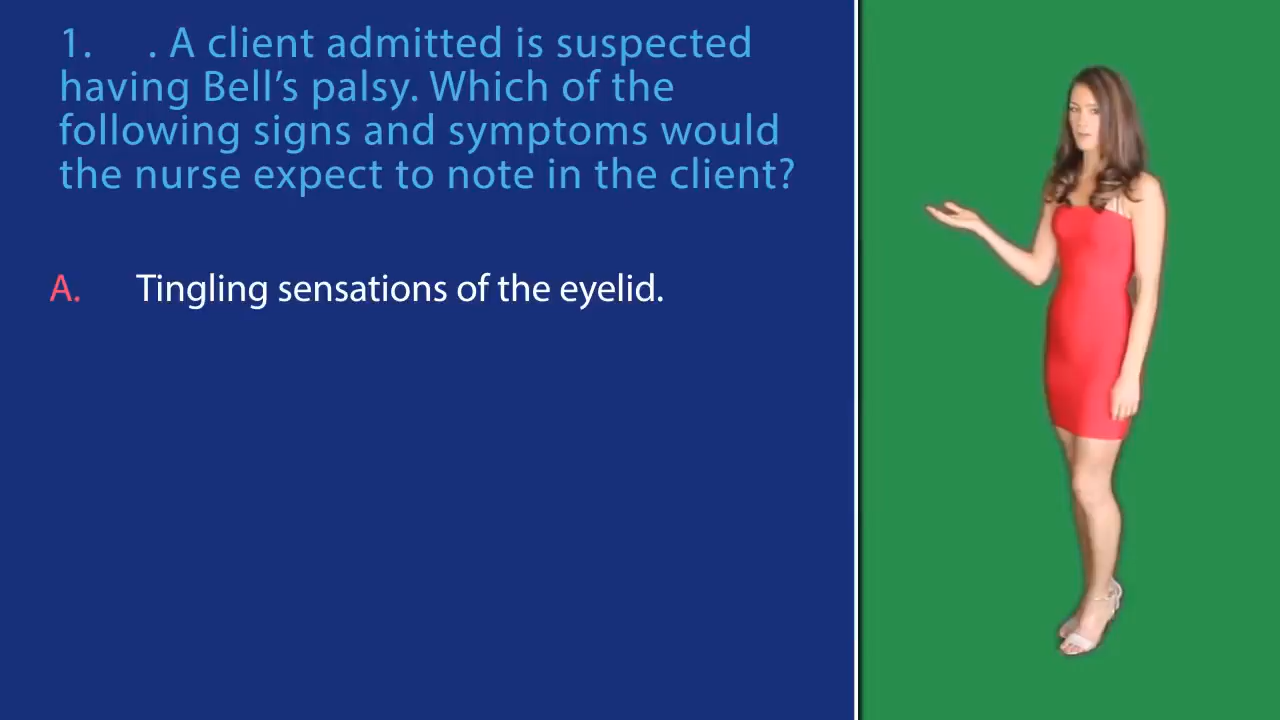 1. . A client admitted is suspected
having Bell’s palsy. Which of the
following signs and symptoms would
the nurse expect to note in the client?
A. Tingling sensations of the eyelid.